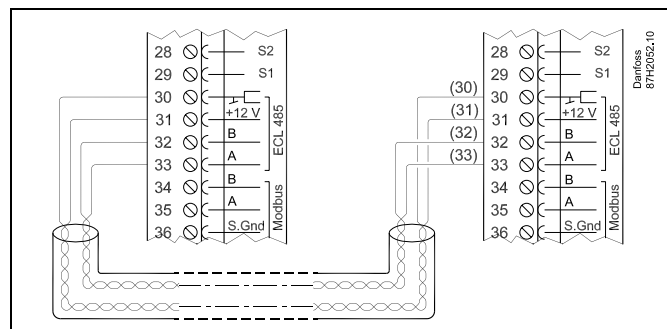 28 S2
29 S1
30
31 +12 V
32 B
33 A
34 B
35 A
36 S.Gnd
ECL 485
Modbus
(30)
(31)
(32)
(33)
28 S2
29 S1
30
31 +12 V
32 B
33 A
34 B
35 A
36 S.Gnd
ECL 485
Modbus
Danfoss
87H2052.10